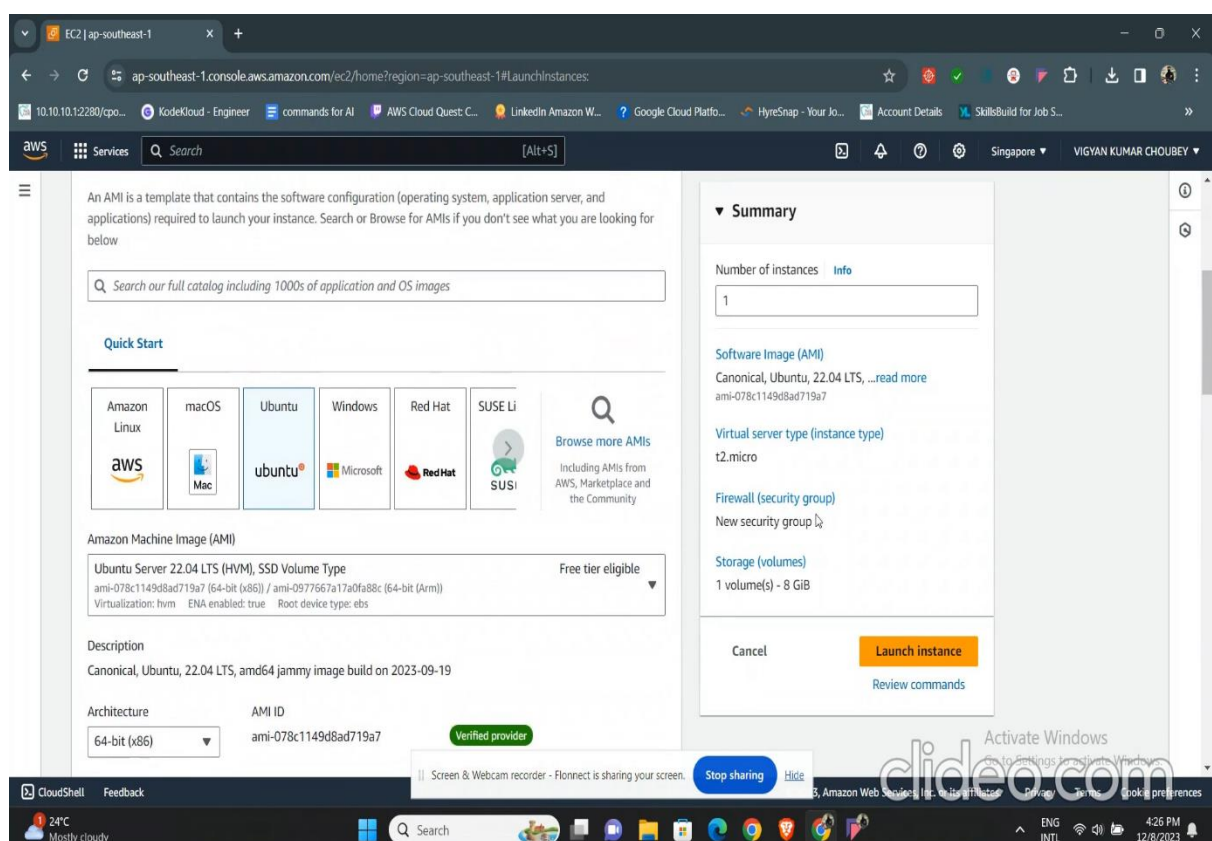 EC2 | ap-southeast-1
ap-southeast-1.console.aws.amazon.com/ec2/home?region=ap-southeast-1#LaunchInstances:
10.10.10.1:2280/cpo... KodeKloud - Engineer commands for AI AWS Cloud Quest: C... LinkedIn Amazon W... Google Cloud Platfo... HyreSnap - Your Jo... Account Details SkillsBuild for Job S... »
aws Services Search [Alt+S] Singapore ▼ VIGYAN KUMAR CHOUBEY ▼
An AMI is a template that contains the software configuration (operating system, application server, and
applications) required to launch your instance. Search or Browse for AMIs if you don't see what you are looking for
below
Search our full catalog including 1000s of application and OS images
Quick Start
Amazon Linux
aws
macOS
Mac
Ubuntu
ubuntu
Windows
Microsoft
Red Hat
Red Hat
SUSE Li
SUS
Browse more AMIs
Including AMIs from
AWS, Marketplace and
the Community
Amazon Machine Image (AMI)
Ubuntu Server 22.04 LTS (HVM), SSD Volume Type Free tier eligible
ami-078c1149d8ad719a7 (64-bit (x86)) / ami-0977667a17a0fa88c (64-bit (Arm))
Virtualization: hvm ENA enabled: true Root device type: ebs
Description
Canonical, Ubuntu, 22.04 LTS, amd64 jammy image build on 2023-09-19
Architecture AMI ID
64-bit (x86) ami-078c1149d8ad719a7 Verified provider
▼ Summary
Number of instances Info
1
Software Image (AMI)
Canonical, Ubuntu, 22.04 LTS, ...read more
ami-078c1149d8ad719a7
Virtual server type (instance type)
t2.micro
Firewall (security group)
New security group
Storage (volumes)
1 volume(s) - 8 GiB
Cancel Launch instance
Review commands
Activate Windows
Go to Settings to activate Windows.
clideo.com
Screen & Webcam recorder - Flonnect is sharing your screen. Stop sharing Hide
CloudShell Feedback 3, Amazon Web Services, Inc. or its affiliates. Privacy Terms Cookie preferences
1 24°C
Mostly cloudy
Search
ENG
INTL
4:26 PM
12/8/2023